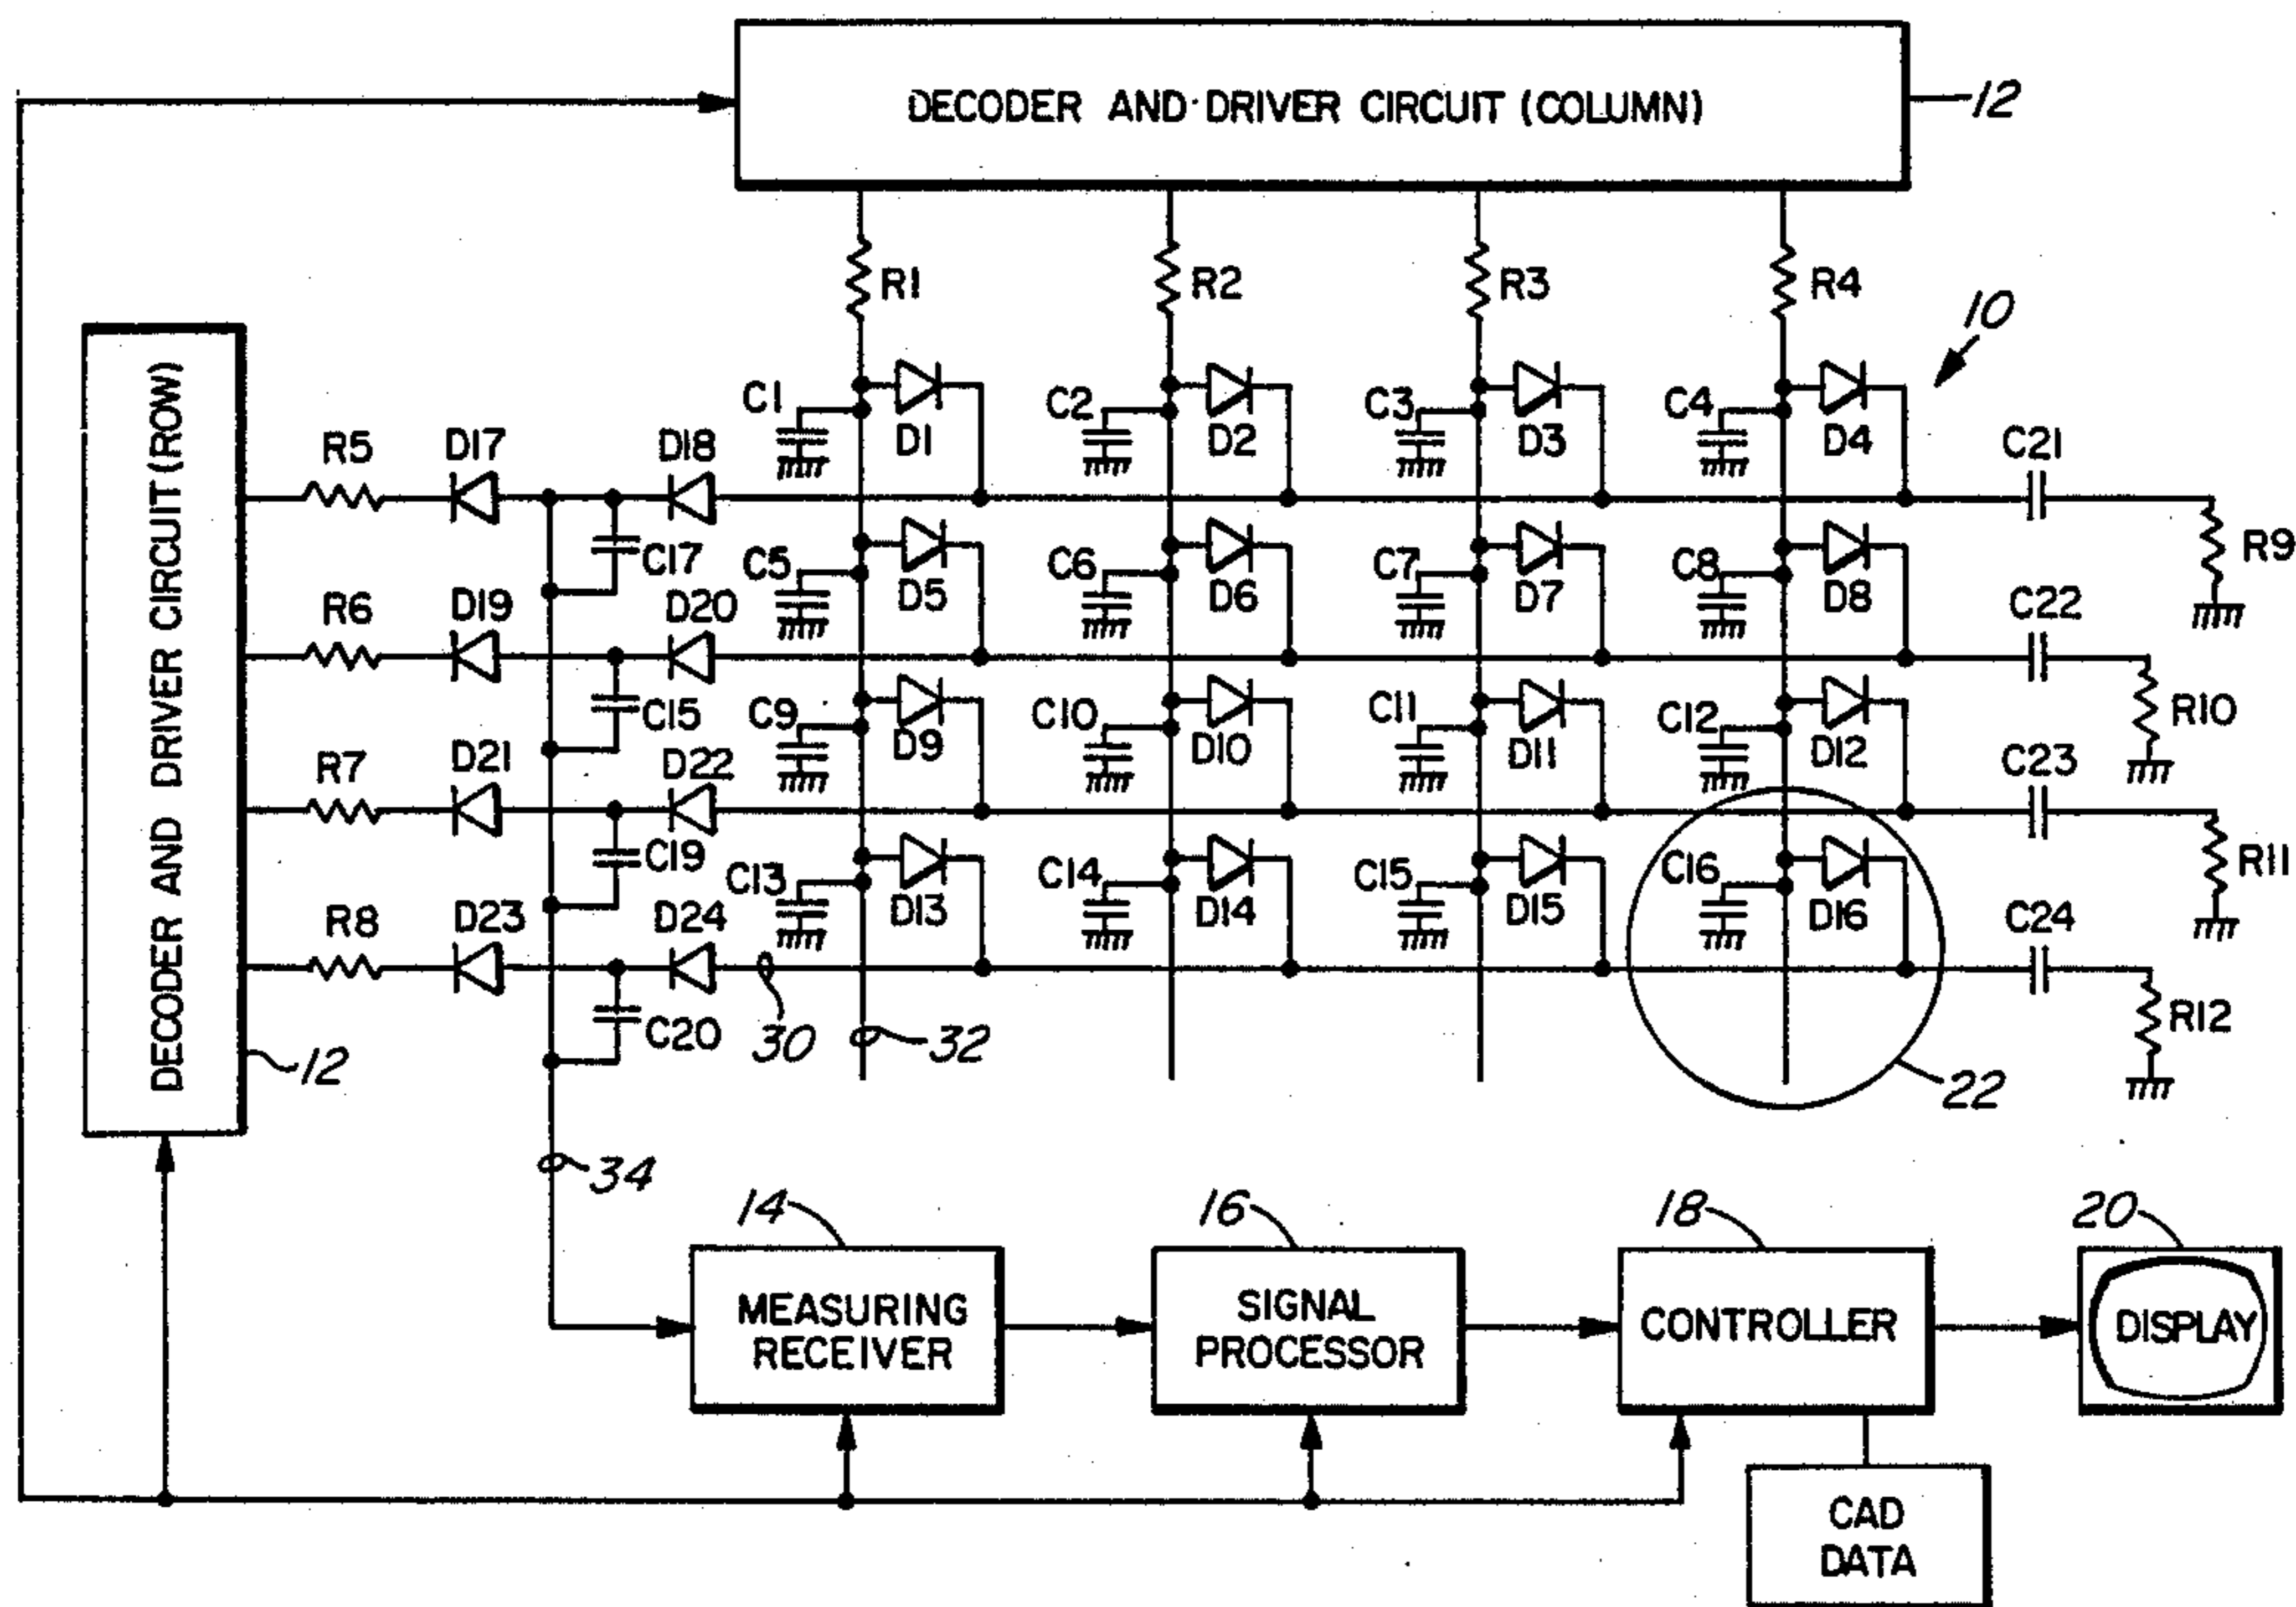 DECODER AND DRIVER CIRCUIT (COLUMN)
12
R1 R2 R3 R4
10
DECODER AND DRIVER CIRCUIT (ROW)
12
C1 D1 C2 D2 C3 D3 C4 D4
R5 D17 D18 C21
C17 C5 D5 C6 D6 C7 D7 C8 D8 R9
R6 D19 D20 C22
C15 C9 D9 C10 D10 C11 D11 C12 D12 R10
R7 D21 D22 C23
C19 C13 D13 C14 D14 C15 D15 C16 D16 R11
R8 D23 D24 C24
C20 30 32 R12
22
34
14 16 18 20
MEASURING
RECEIVER
SIGNAL
PROCESSOR
CONTROLLER
DISPLAY
CAD
DATA